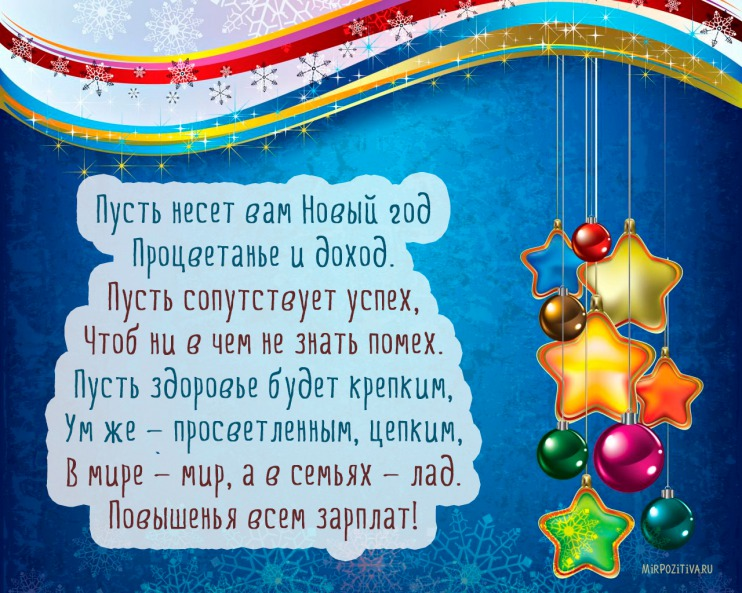 Пусть несет вам Новый год
Процветанье и доход.
Пусть сопутствует успех,
Чтоб ни в чем не знать помех.
Пусть здоровье будет крепким,
Ум же – просветленным, цепким,
В мире – мир, а в семьях – лад.
Повышенья всем зарплат!
MiRPOZiTiVA.RU